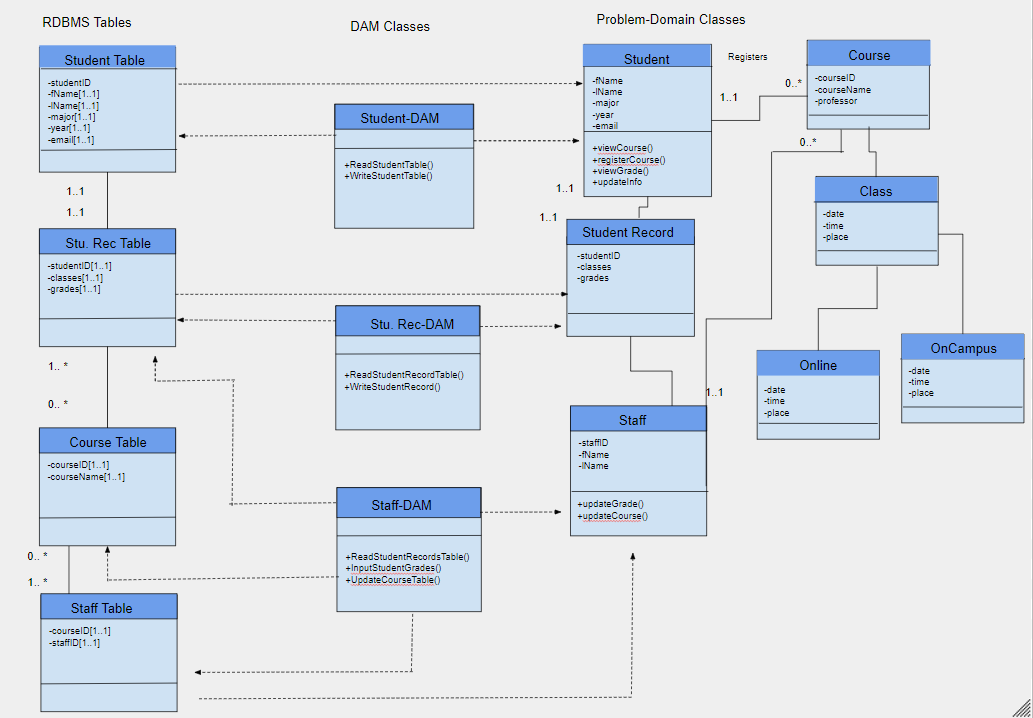 RDBMS Tables
DAM Classes
Problem-Domain Classes
Student Table
-studentID
-fName[1..1]
-lName[1..1]
-major[1..1]
-year[1..1]
-email[1..1]
1..1
1..1
Stu. Rec Table
-studentID[1..1]
-classes[1..1]
-grades[1..1]
1.. *
0.. *
Course Table
-courseID[1..1]
-courseName[1..1]
0.. *
1.. *
Staff Table
-courseID[1..1]
-staffID[1..1]
Student-DAM
+ReadStudentTable()
+WriteStudentTable()
Stu. Rec-DAM
+ReadStudentRecordTable()
+WriteStudentRecord()
Staff-DAM
+ReadStudentRecordsTable()
+InputStudentGrades()
+UpdateCourseTable()
Student
-fName
-lName
-major
-year
-email
+viewCourse()
+registerCourse()
+viewGrade()
+updateInfo
1..1
1..1
Student Record
-studentID
-classes
-grades
Staff
-staffID
-fName
-lName
+updateGrade()
+updateCourse()
1..1
Registers
1..1
0..*
Course
-courseID
-courseName
-professor
0..*
Class
-date
-time
-place
Online
-date
-time
-place
OnCampus
-date
-time
-place